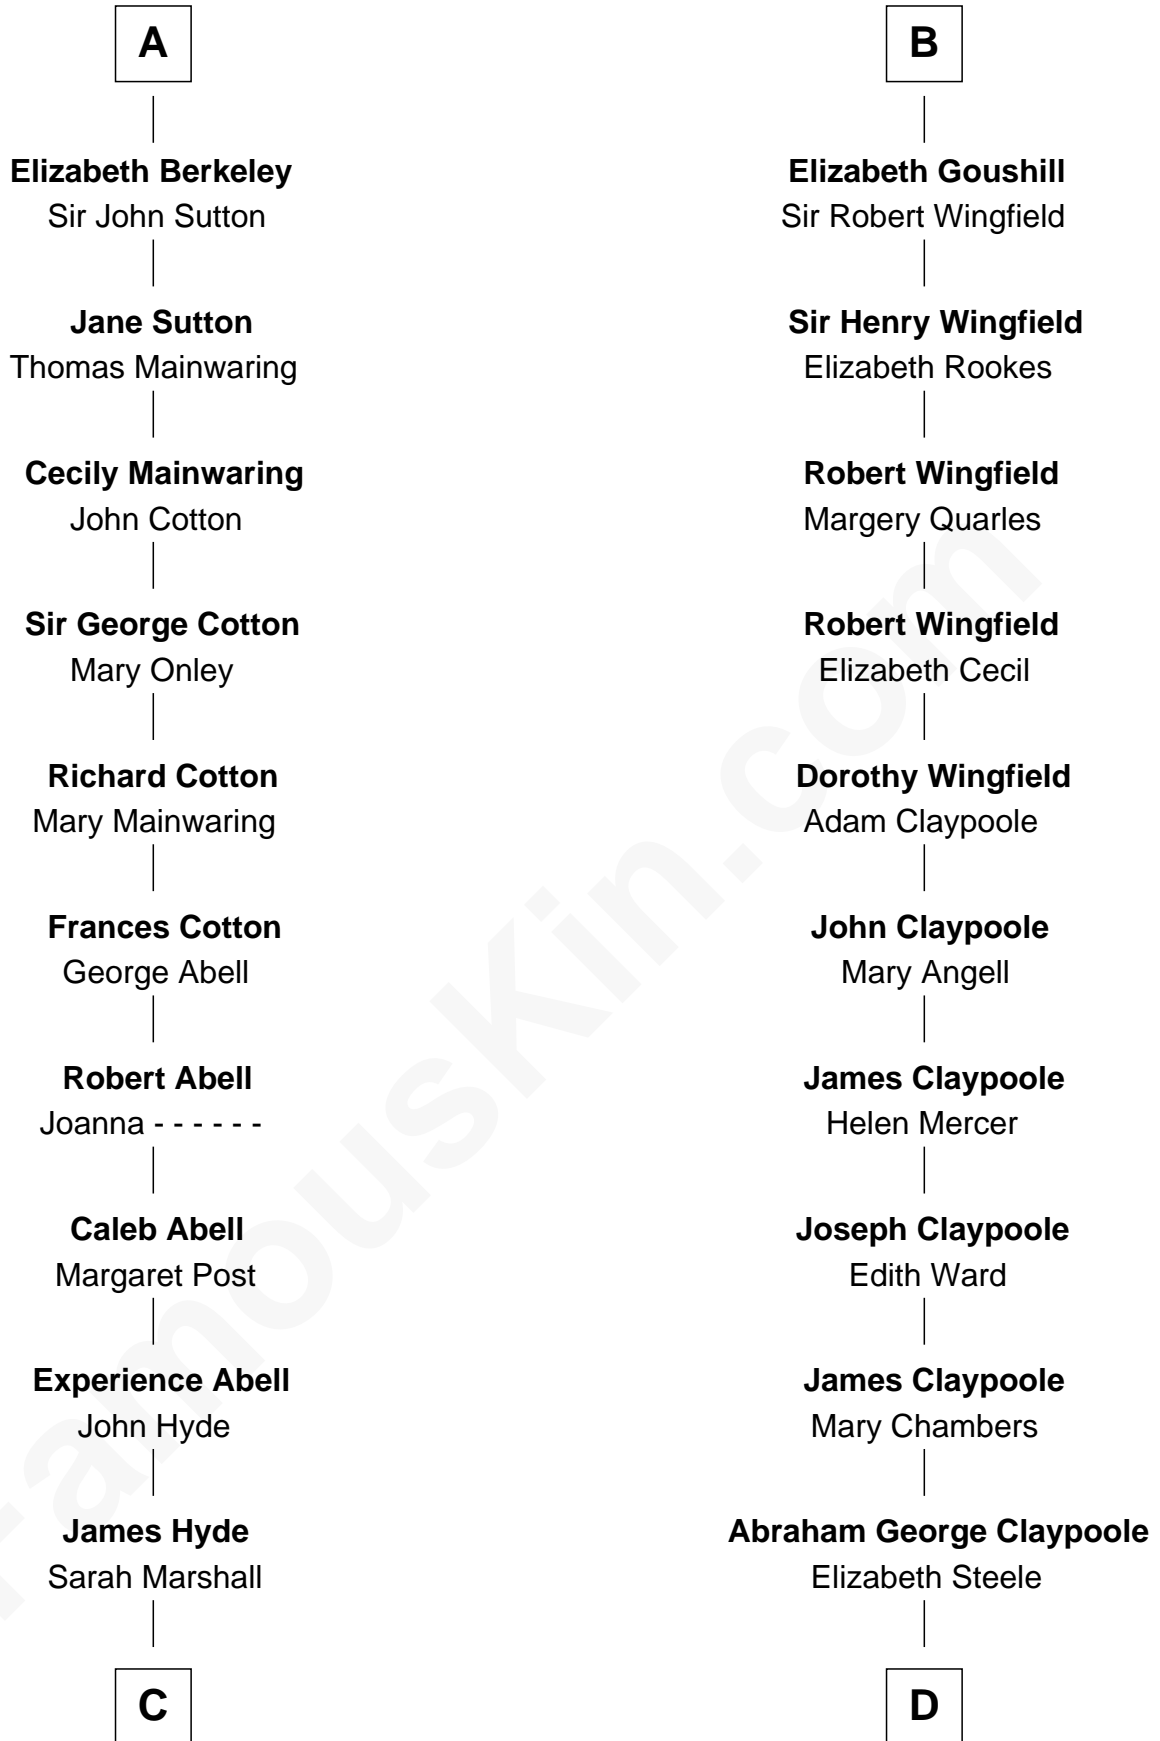 A
Elizabeth Berkeley
Sir John Sutton
Jane Sutton
Thomas Mainwaring
Cecily Mainwaring
John Cotton
Sir George Cotton
Mary Onley
Richard Cotton
Mary Mainwaring
Frances Cotton
George Abell
Robert Abell
Joanna - - - - - -
Caleb Abell
Margaret Post
Experience Abell
John Hyde
James Hyde
Sarah Marshall
C
B
Elizabeth Goushill
Sir Robert Wingfield
Sir Henry Wingfield
Elizabeth Rookes
Robert Wingfield
Margery Quarles
Robert Wingfield
Elizabeth Cecil
Dorothy Wingfield
Adam Claypoole
John Claypoole
Mary Angell
James Claypoole
Helen Mercer
Joseph Claypoole
Edith Ward
James Claypoole
Mary Chambers
Abraham George Claypoole
Elizabeth Steele
D
FamousKin.com